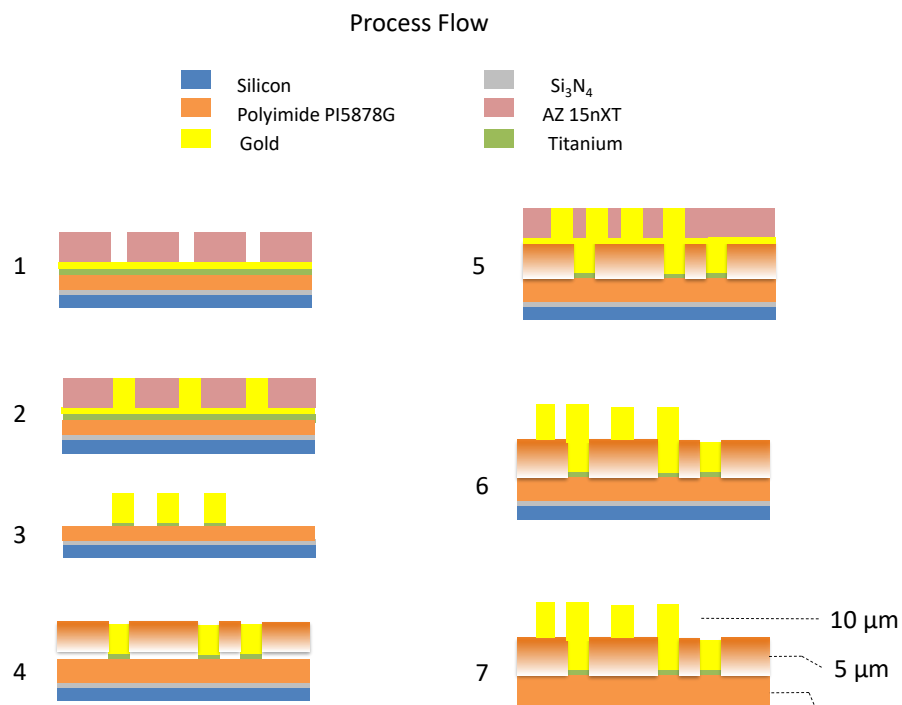 Process Flow
Silicon
Polyimide PI5878G
Gold
Si₃N₄
AZ 15nXT
Titanium
1
2
3
4
5
6
7
10 µm
5 µm